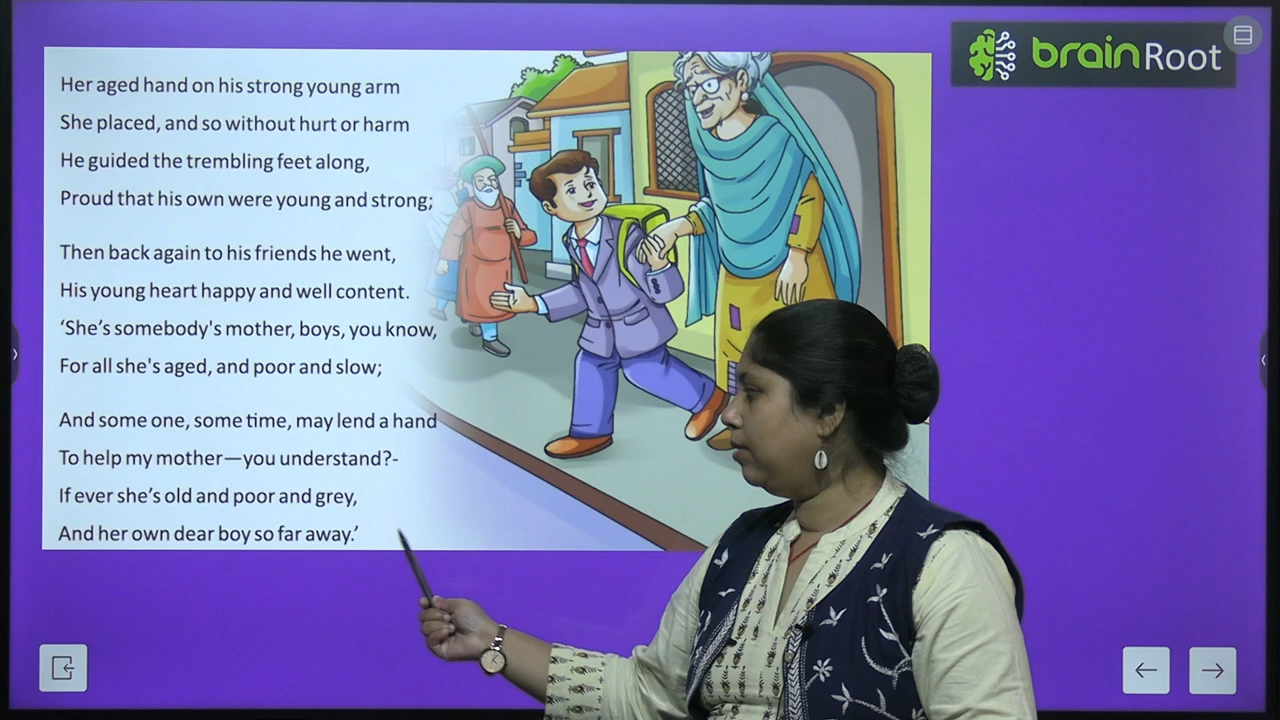 brainRoot
Her aged hand on his strong young arm
She placed, and so without hurt or harm
He guided the trembling feet along,
Proud that his own were young and strong;
Then back again to his friends he went,
His young heart happy and well content.
‘She’s somebody's mother, boys, you know,
For all she's aged, and poor and slow;
And some one, some time, may lend a hand
To help my mother—you understand?-
If ever she’s old and poor and grey,
And her own dear boy so far away.’